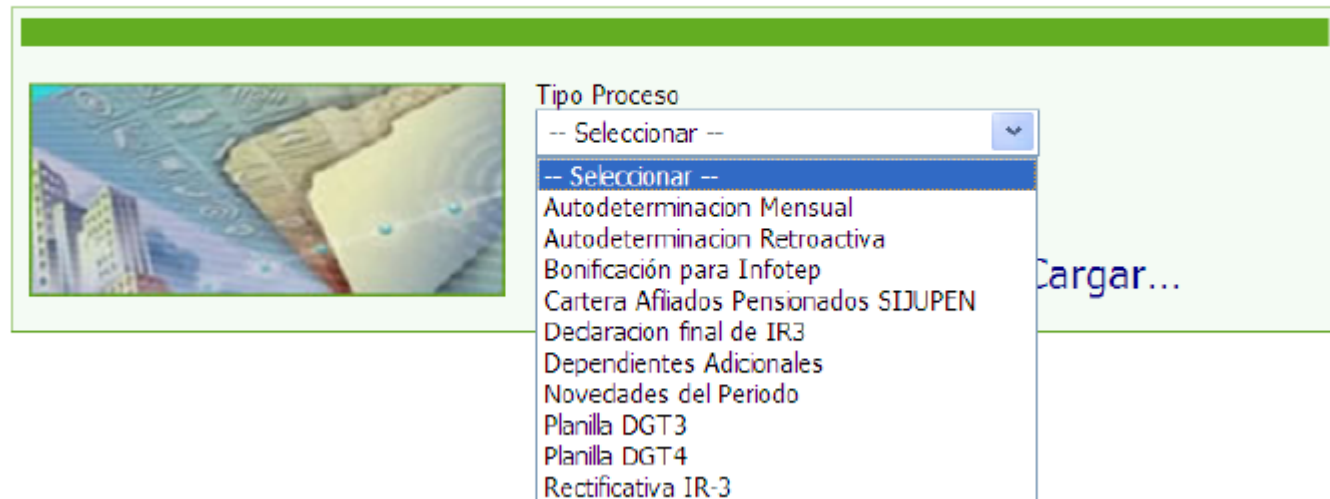 Tipo Proceso
-- Seleccionar --
-- Seleccionar --
Autodeterminacion Mensual
Autodeterminacion Retroactiva
Bonificación para Infotep
Cargar...
Cartera Afiliados Pensionados SIJUPEN
Declaracion final de IR3
Dependientes Adicionales
Novedades del Periodo
Planilla DGT3
Planilla DGT4
Rectificativa IR-3